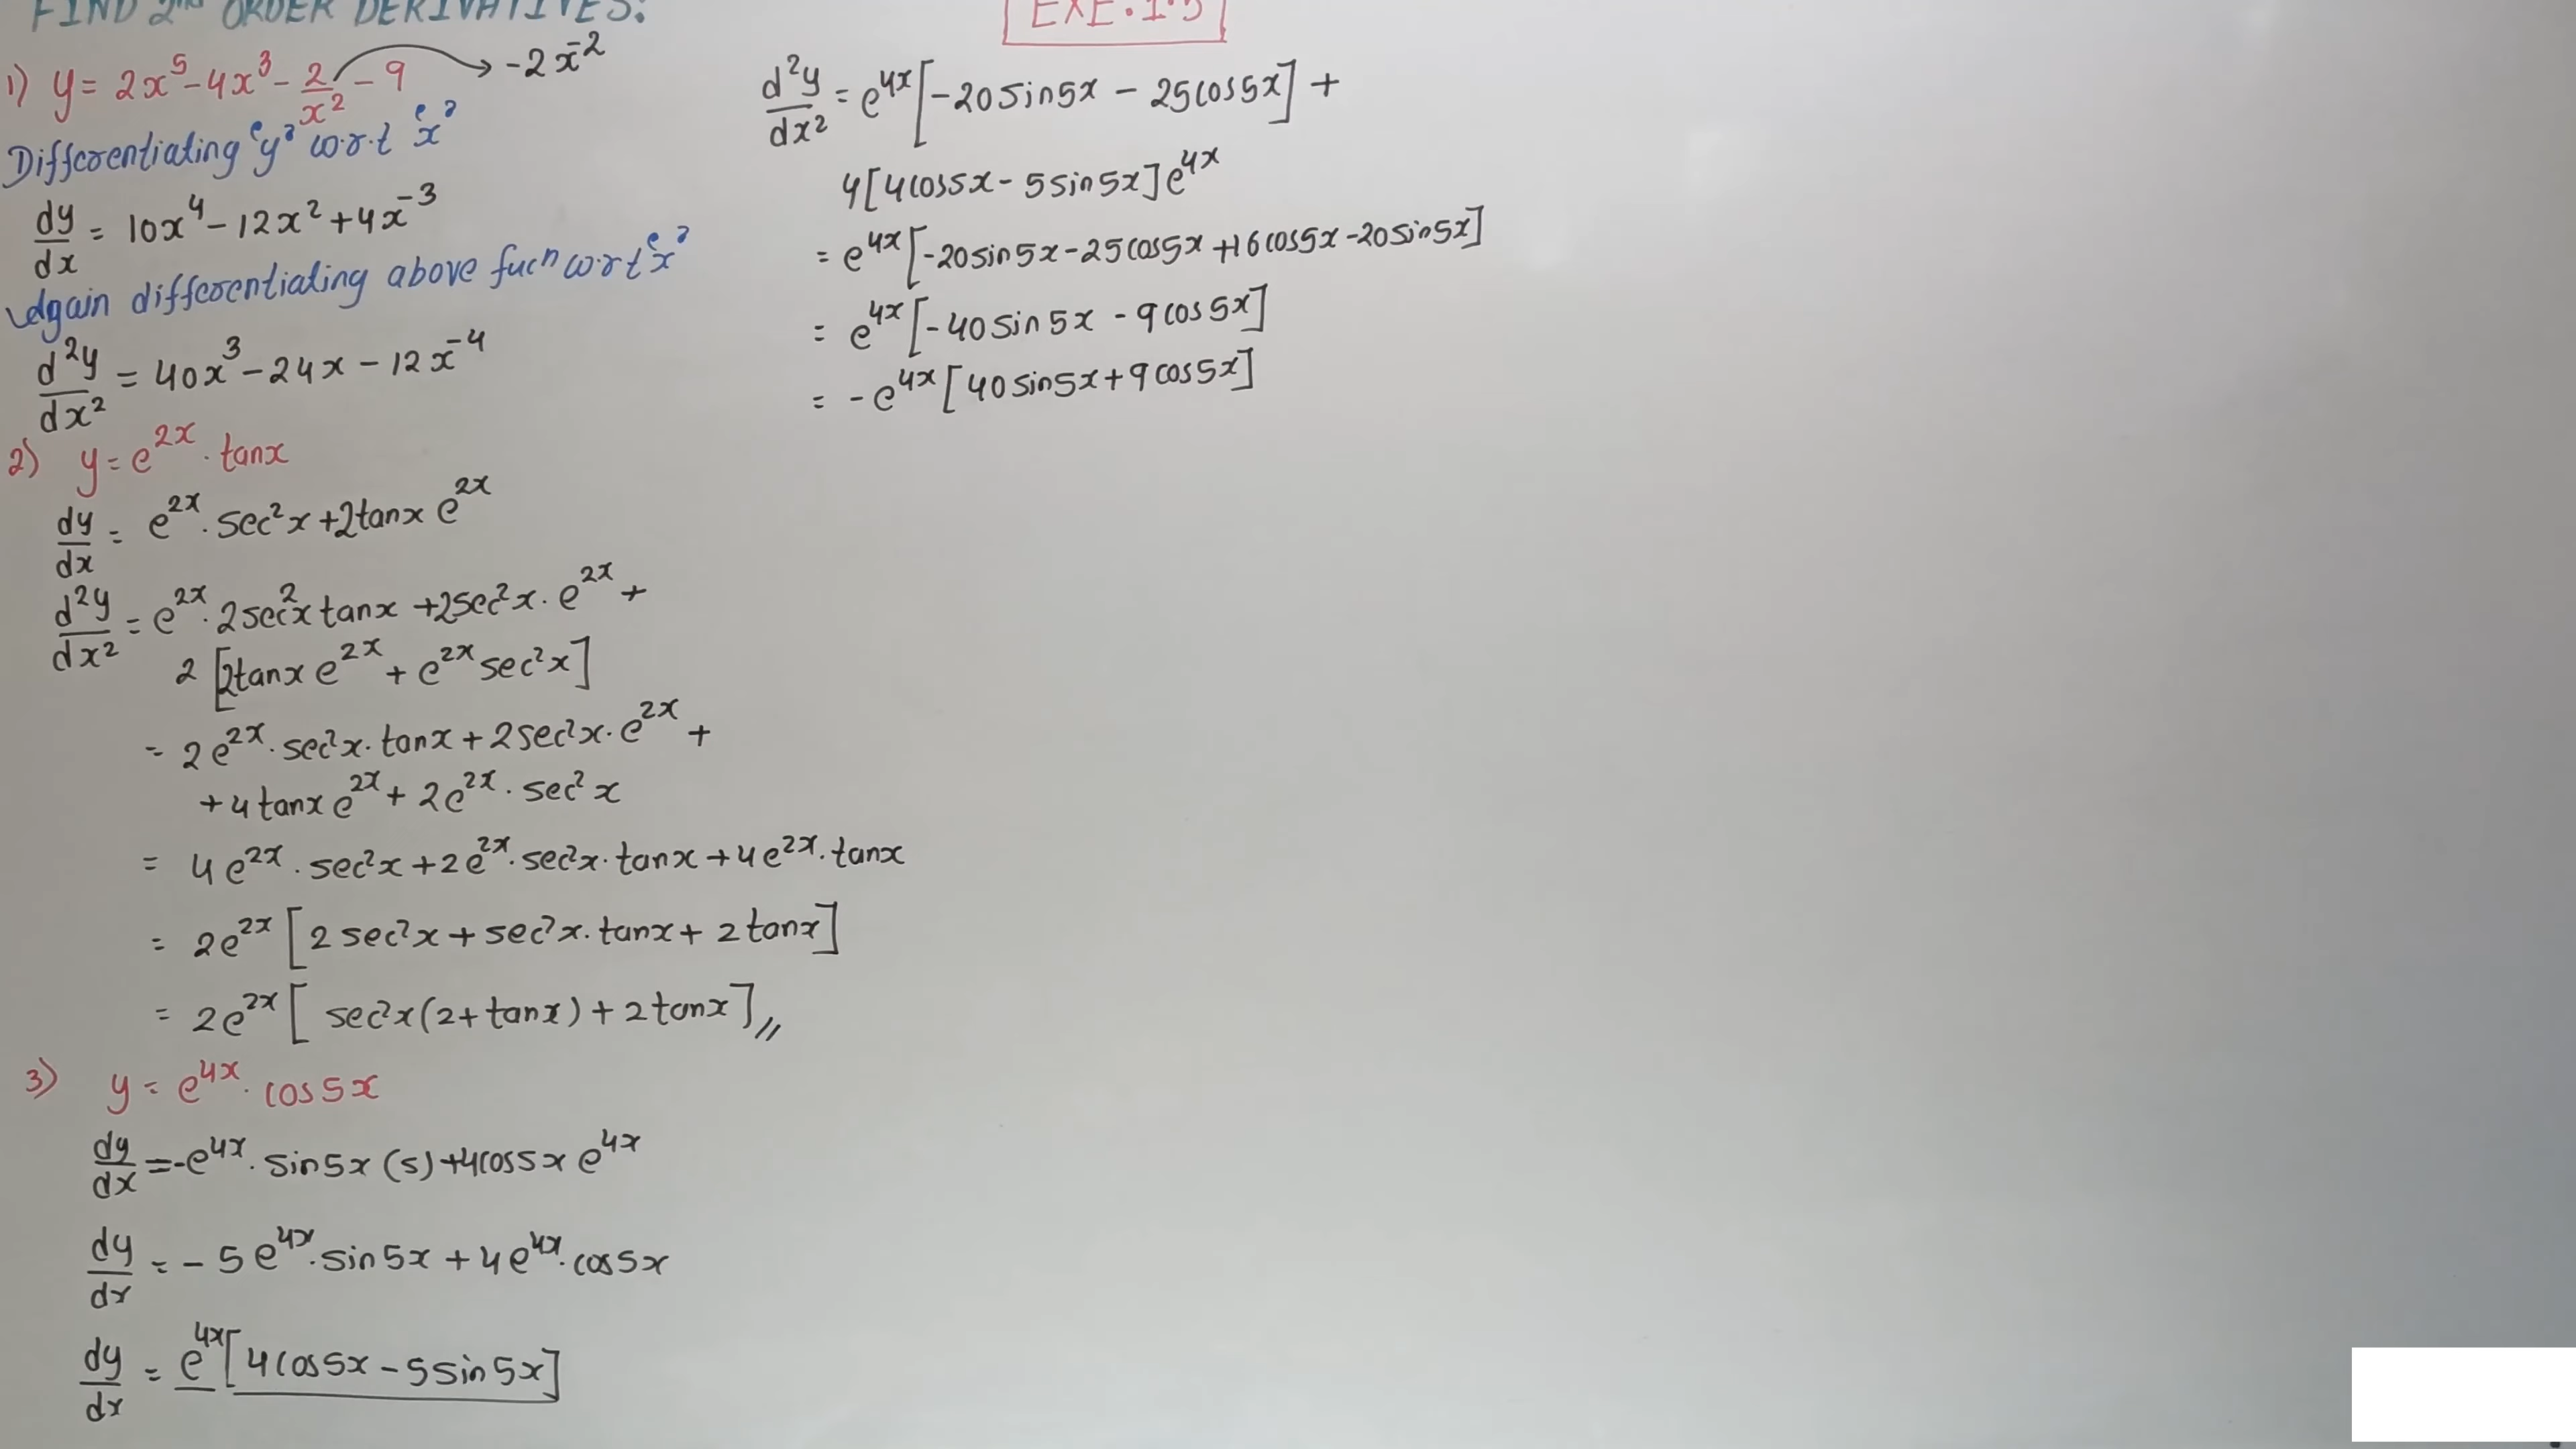 FIND 2nd ORDER DERIVATIVES:
EXE.1.5
1) y = 2x^5 - 4x^3 - 2/x^2 - 9 → -2x^-2
Differentiating 'y' w.r.t 'x'
dy/dx = 10x^4 - 12x^2 + 4x^-3
Again differentiating above fucn w.r.t 'x'
d^2y/dx^2 = 40x^3 - 24x - 12x^-4
2) y = e^2x . tanx
dy/dx = e^2x . sec^2x + 2tanx e^2x
d^2y/dx^2 = e^2x . 2sec^2x tanx + 2sec^2x . e^2x +
2 [2tanx e^2x + e^2x sec^2x]
= 2e^2x . sec^2x . tanx + 2sec^2x . e^2x +
+ 4tanx e^2x + 2e^2x . sec^2 x
= 4e^2x . sec^2x + 2e^2x . sec^2x . tanx + 4e^2x . tanx
= 2e^2x [2 sec^2x + sec^2x . tanx + 2 tanx]
= 2e^2x [ sec^2x (2 + tanx) + 2 tanx ] //
3) y = e^4x . cos5x
dy/dx = -e^4x . sin5x (5) + 4cos5x e^4x
dy/dx = -5e^4x . sin5x + 4e^4x . cos5x
dy/dx = e^4x [4cos5x - 5sin5x]
d^2y/dx^2 = e^4x [-20sin5x - 25cos5x] +
4[4cos5x - 5sin5x] e^4x
= e^4x [-20sin5x - 25cos5x + 16cos5x - 20sin5x]
= e^4x [-40sin5x - 9cos5x]
= -e^4x [40sin5x + 9cos5x]